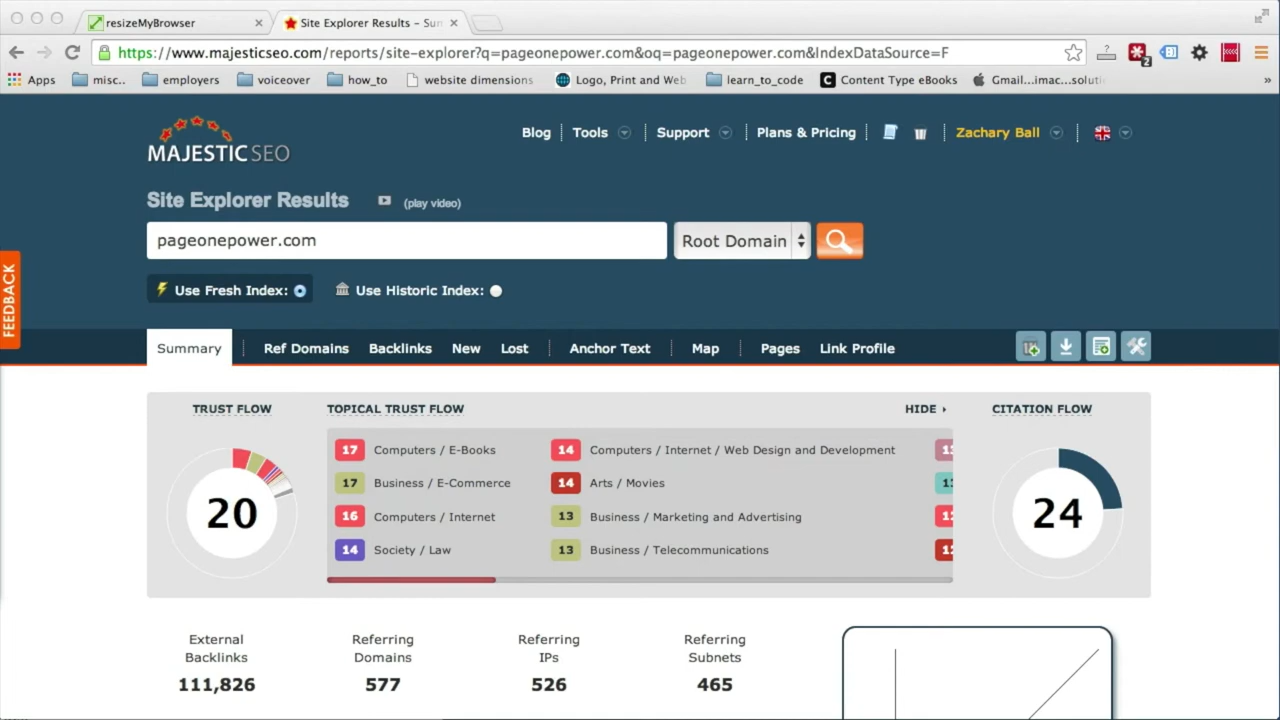 resizeMyBrowser
Site Explorer Results – Sum
https://www.majesticseo.com/reports/site-explorer?q=pageonepower.com&oq=pageonepower.com&IndexDataSource=F
2
Apps misc.. employers voiceover how_to website dimensions Logo, Print and Web learn_to_code Content Type eBooks Gmail...imac...soluti
MAJESTIC SEO
Blog Tools Support Plans & Pricing Zachary Ball
Site Explorer Results (play video)
pageonepower.com Root Domain
FEEDBACK
Use Fresh Index: Use Historic Index:
Summary Ref Domains Backlinks New Lost Anchor Text Map Pages Link Profile
TRUST FLOW TOPICAL TRUST FLOW HIDE CITATION FLOW
17 Computers / E-Books 14 Computers / Internet / Web Design and Development
17 Business / E-Commerce 14 Arts / Movies
20
24
16 Computers / Internet 13 Business / Marketing and Advertising
14 Society / Law 13 Business / Telecommunications
External Backlinks
111,826
Referring Domains
577
Referring IPs
526
Referring Subnets
465